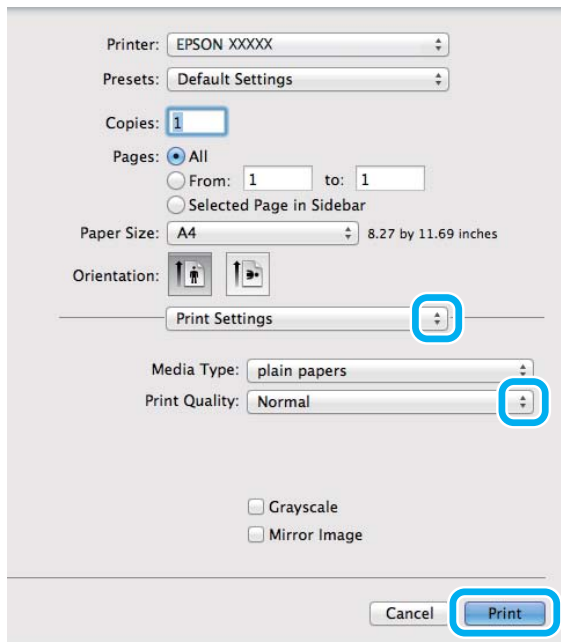 Printer: EPSON XXXXX
Presets: Default Settings
Copies: 1
Pages: All
From: 1 to: 1
Selected Page in Sidebar
Paper Size: A4 8.27 by 11.69 inches
Orientation:
Print Settings
Media Type: plain papers
Print Quality: Normal
Grayscale
Mirror Image
Cancel Print